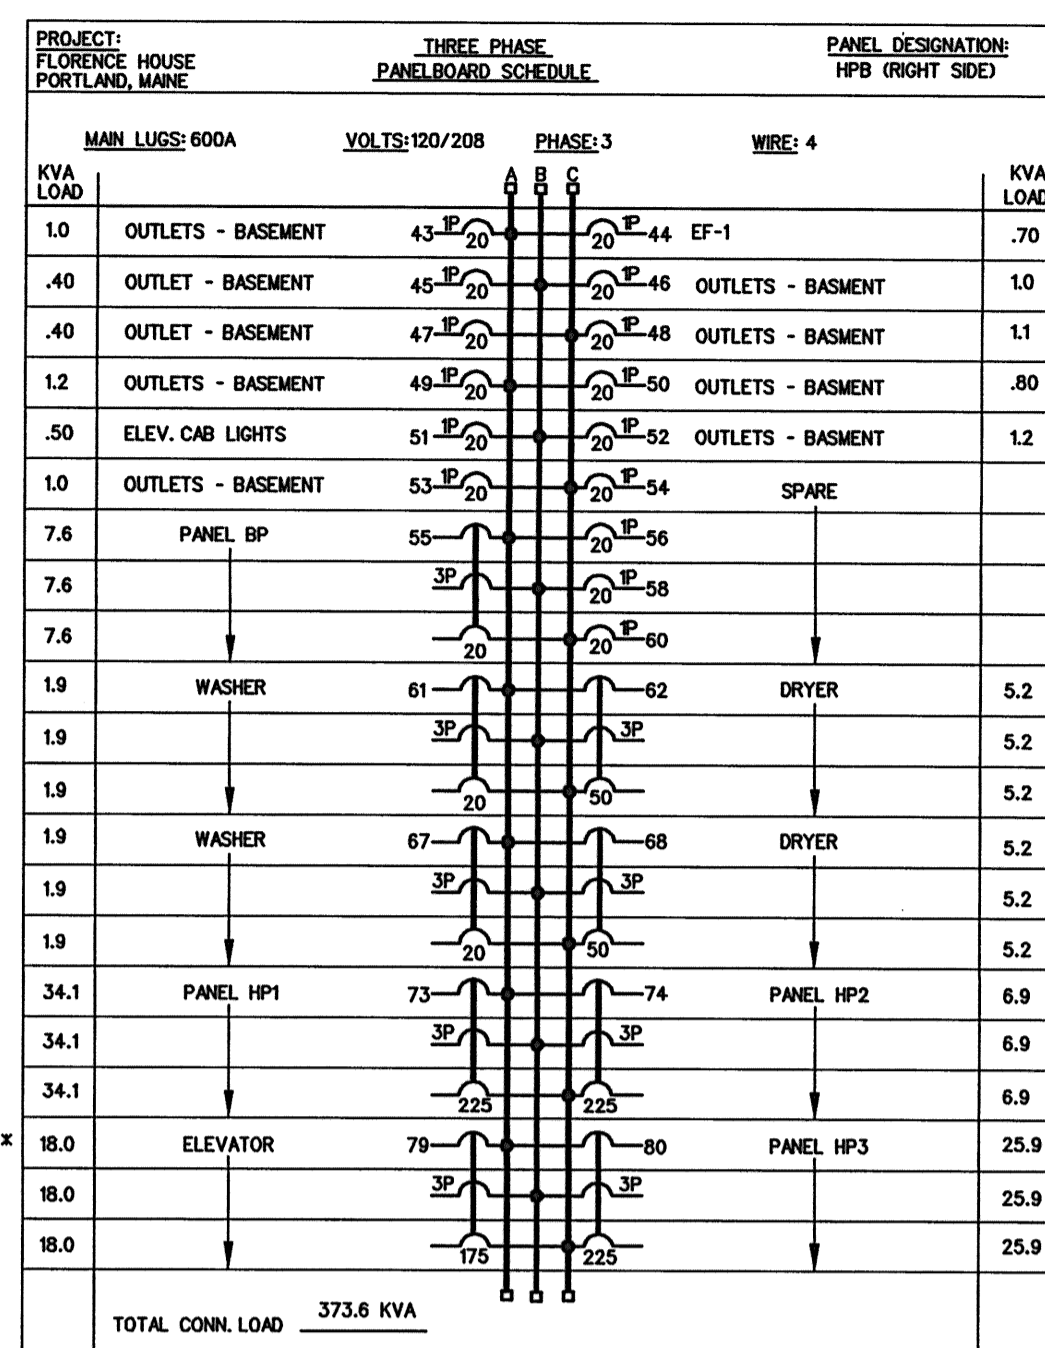 PROJECT: THREE PHASE PANEL DESIGNATION:
FLORENCE HOUSE PANELBOARD SCHEDULE HPB (RIGHT SIDE)
PORTLAND, MAINE
MAIN LUGS: 600A VOLTS: 120/208 PHASE: 3 WIRE: 4
KVA LOAD A B C KVA LOAD
1.0 OUTLETS - BASEMENT 43 1P 20 20 1P 44 EF-1 .70
.40 OUTLET - BASEMENT 45 1P 20 20 1P 46 OUTLETS - BASMENT 1.0
.40 OUTLET - BASEMENT 47 1P 20 20 1P 48 OUTLETS - BASMENT 1.1
1.2 OUTLETS - BASEMENT 49 1P 20 20 1P 50 OUTLETS - BASMENT .80
.50 ELEV. CAB LIGHTS 51 1P 20 20 1P 52 OUTLETS - BASMENT 1.2
1.0 OUTLETS - BASEMENT 53 1P 20 20 1P 54 SPARE
7.6 PANEL BP 55 20 1P 56
7.6 3P 20 1P 58
7.6 20 20 1P 60
1.9 WASHER 61 62 DRYER 5.2
1.9 3P 3P 5.2
1.9 20 50 5.2
1.9 WASHER 67 68 DRYER 5.2
1.9 3P 3P 5.2
1.9 20 50 5.2
34.1 PANEL HP1 73 74 PANEL HP2 6.9
34.1 3P 3P 6.9
34.1 225 225 6.9
* 18.0 ELEVATOR 79 80 PANEL HP3 25.9
18.0 3P 3P 25.9
18.0 175 225 25.9
TOTAL CONN. LOAD 373.6 KVA